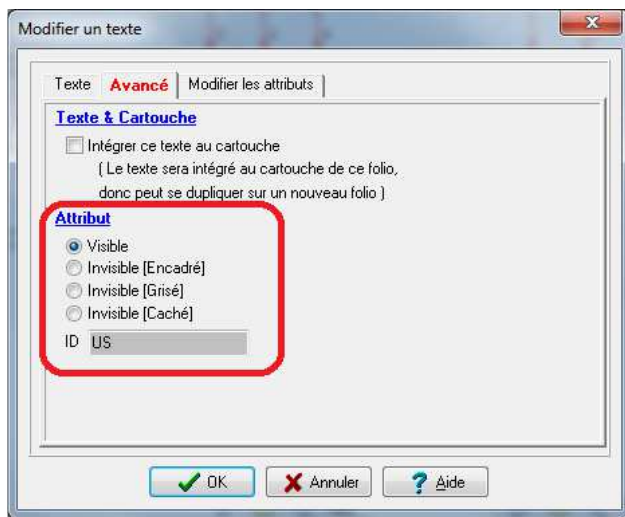 Modifier un texte
Texte Avancé Modifier les attributs
Texte & Cartouche
Intégrer ce texte au cartouche
( Le texte sera intégré au cartouche de ce folio,
donc peut se dupliquer sur un nouveau folio )
Attribut
Visible
Invisible [Encadré]
Invisible [Grisé]
Invisible [Caché]
ID US
OK Annuler ? Aide